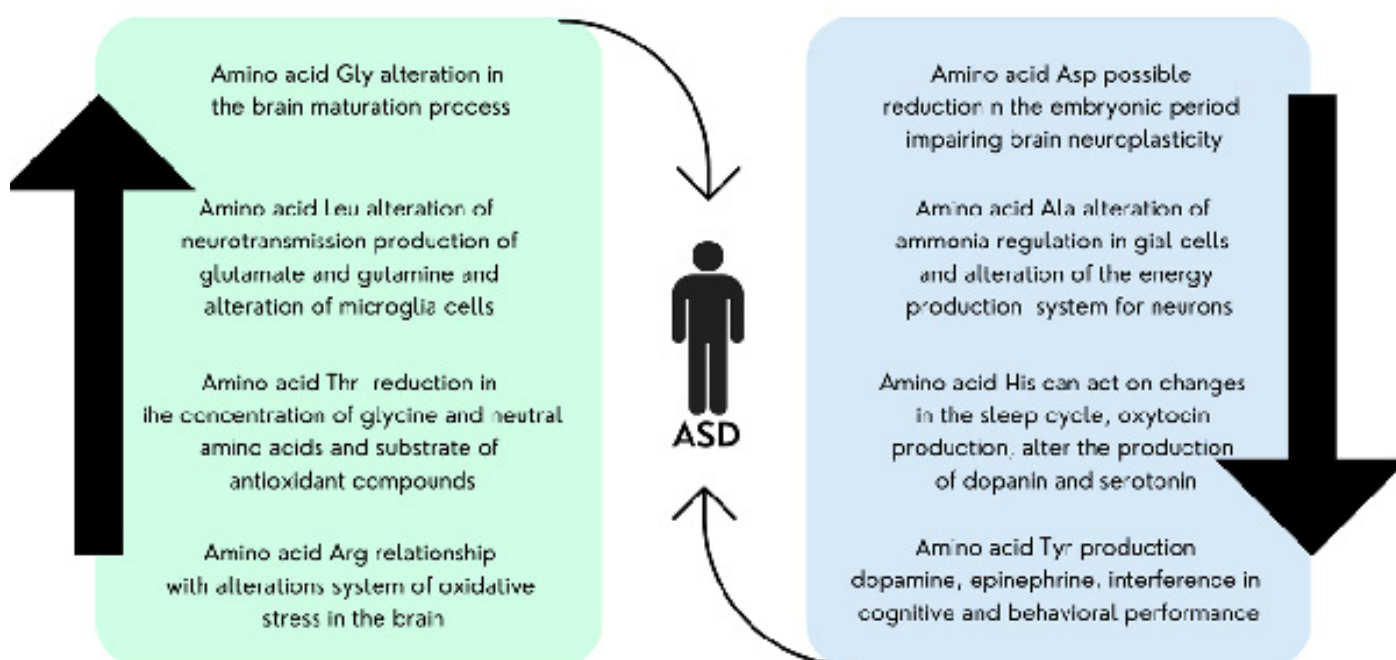 Amino acid Gly alteration in
the brain maturation process
Amino acid Leu alteration of
neurotransmission production of
glutamate and gutamine and
alteration of microglia cells
Amino acid Thr reduction in
ihe concentration of glycine and neutral
amino acids and substrate of
antioxidant compounds
Amino acid Arg relationship
with alterations system of oxidative
stress in the brain
ASD
Amino acid Asp possible
reduction n the embryonic period
impairing brain neuroplasticity
Amino acid Ala alteration of
ammonia regulation in gial cells
and alteration of the energy
production system for neurons
Amino acid His can act on changes
in the sleep cycle, oxytocin
production, alter the production
of dopanin and serotonin
Amino acid Tyr production
dopamine, epinephrine, interference in
cognitive and behavioral performance